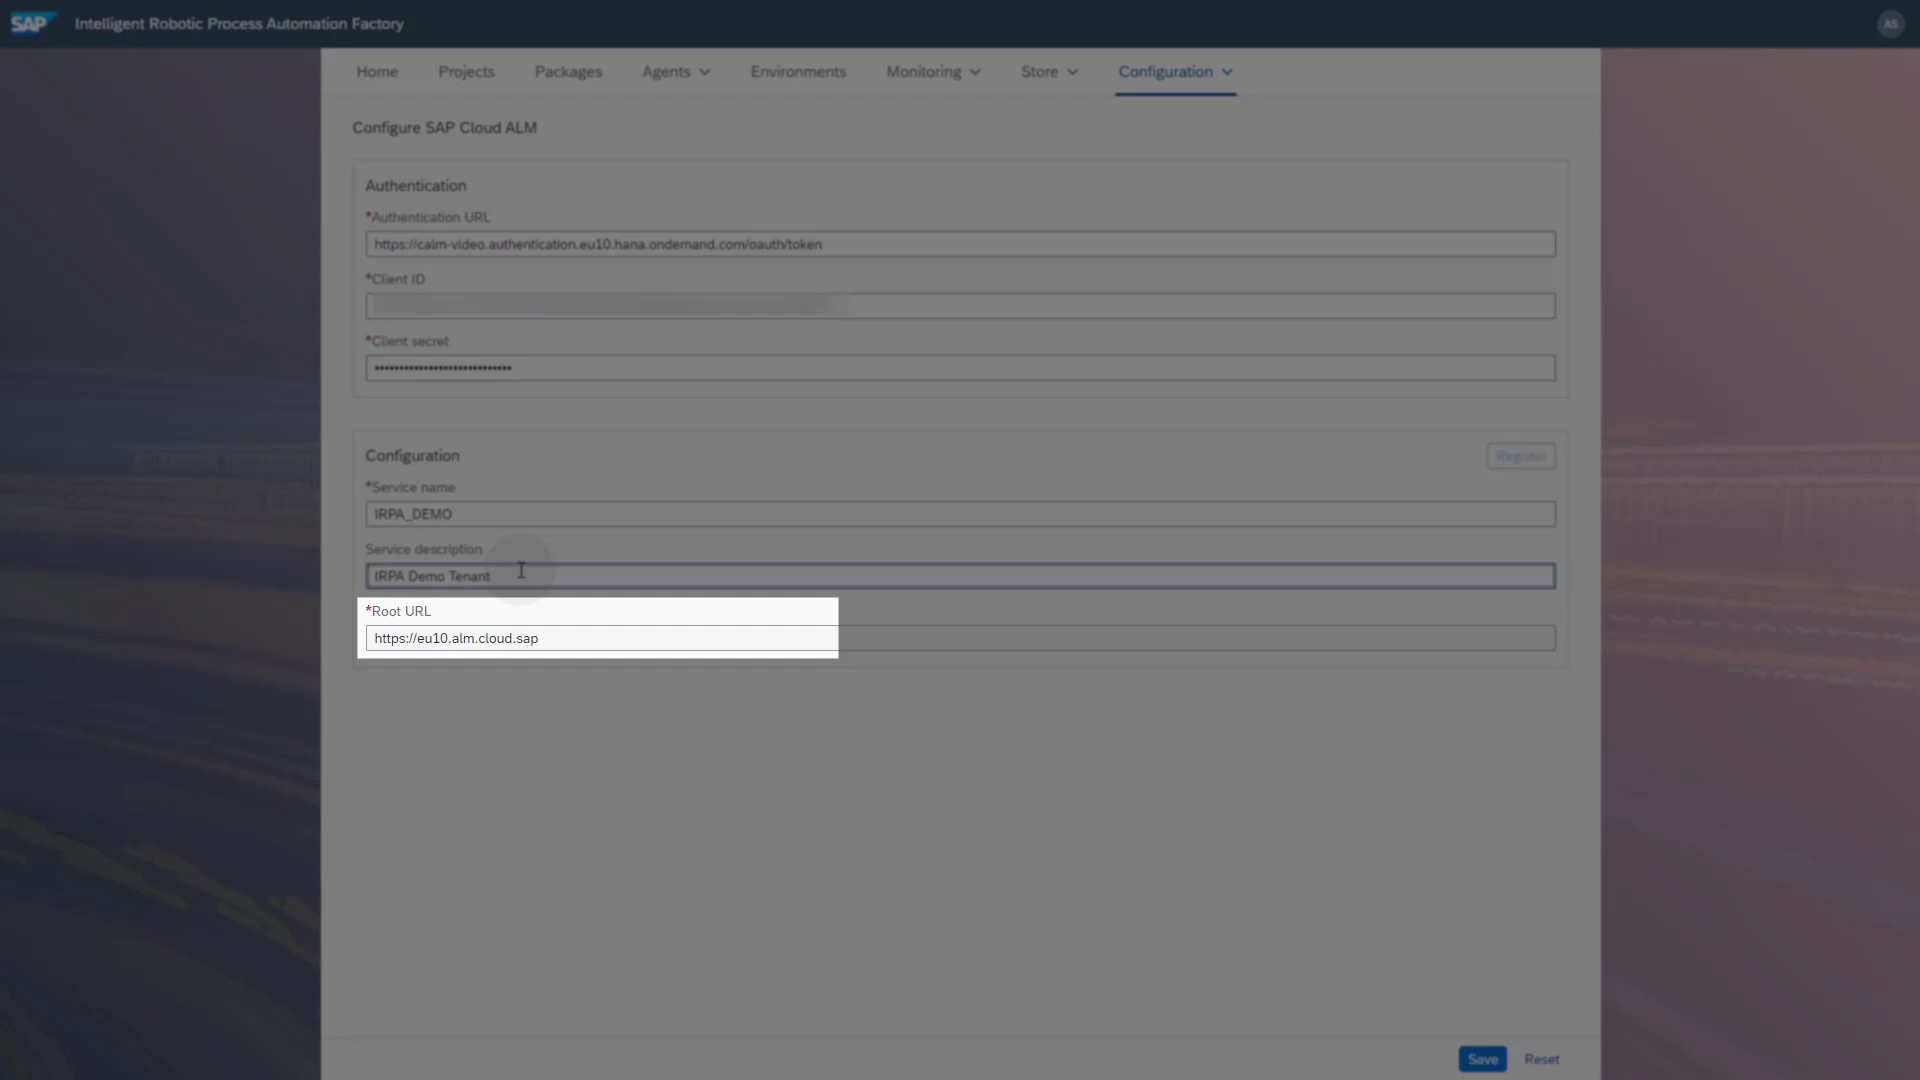 SAP Intelligent Robotic Process Automation Factory AS
Home Projects Packages Agents Environments Monitoring Store Configuration
Configure SAP Cloud ALM
Authentication
*Authentication URL
https://calm-video.authentication.eu10.hana.ondemand.com/oauth/token
*Client ID
*Client secret
Configuration Register
*Service name
IRPA_DEMO
Service description
IRPA Demo Tenant
*Root URL
https://eu10.alm.cloud.sap
Save Reset